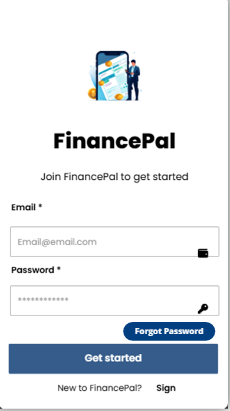 FinancePal
Join FinancePal to get started
Email *
Email@email.com
Password *
************
Forgot Password
Get started
New to FinancePal? Sign